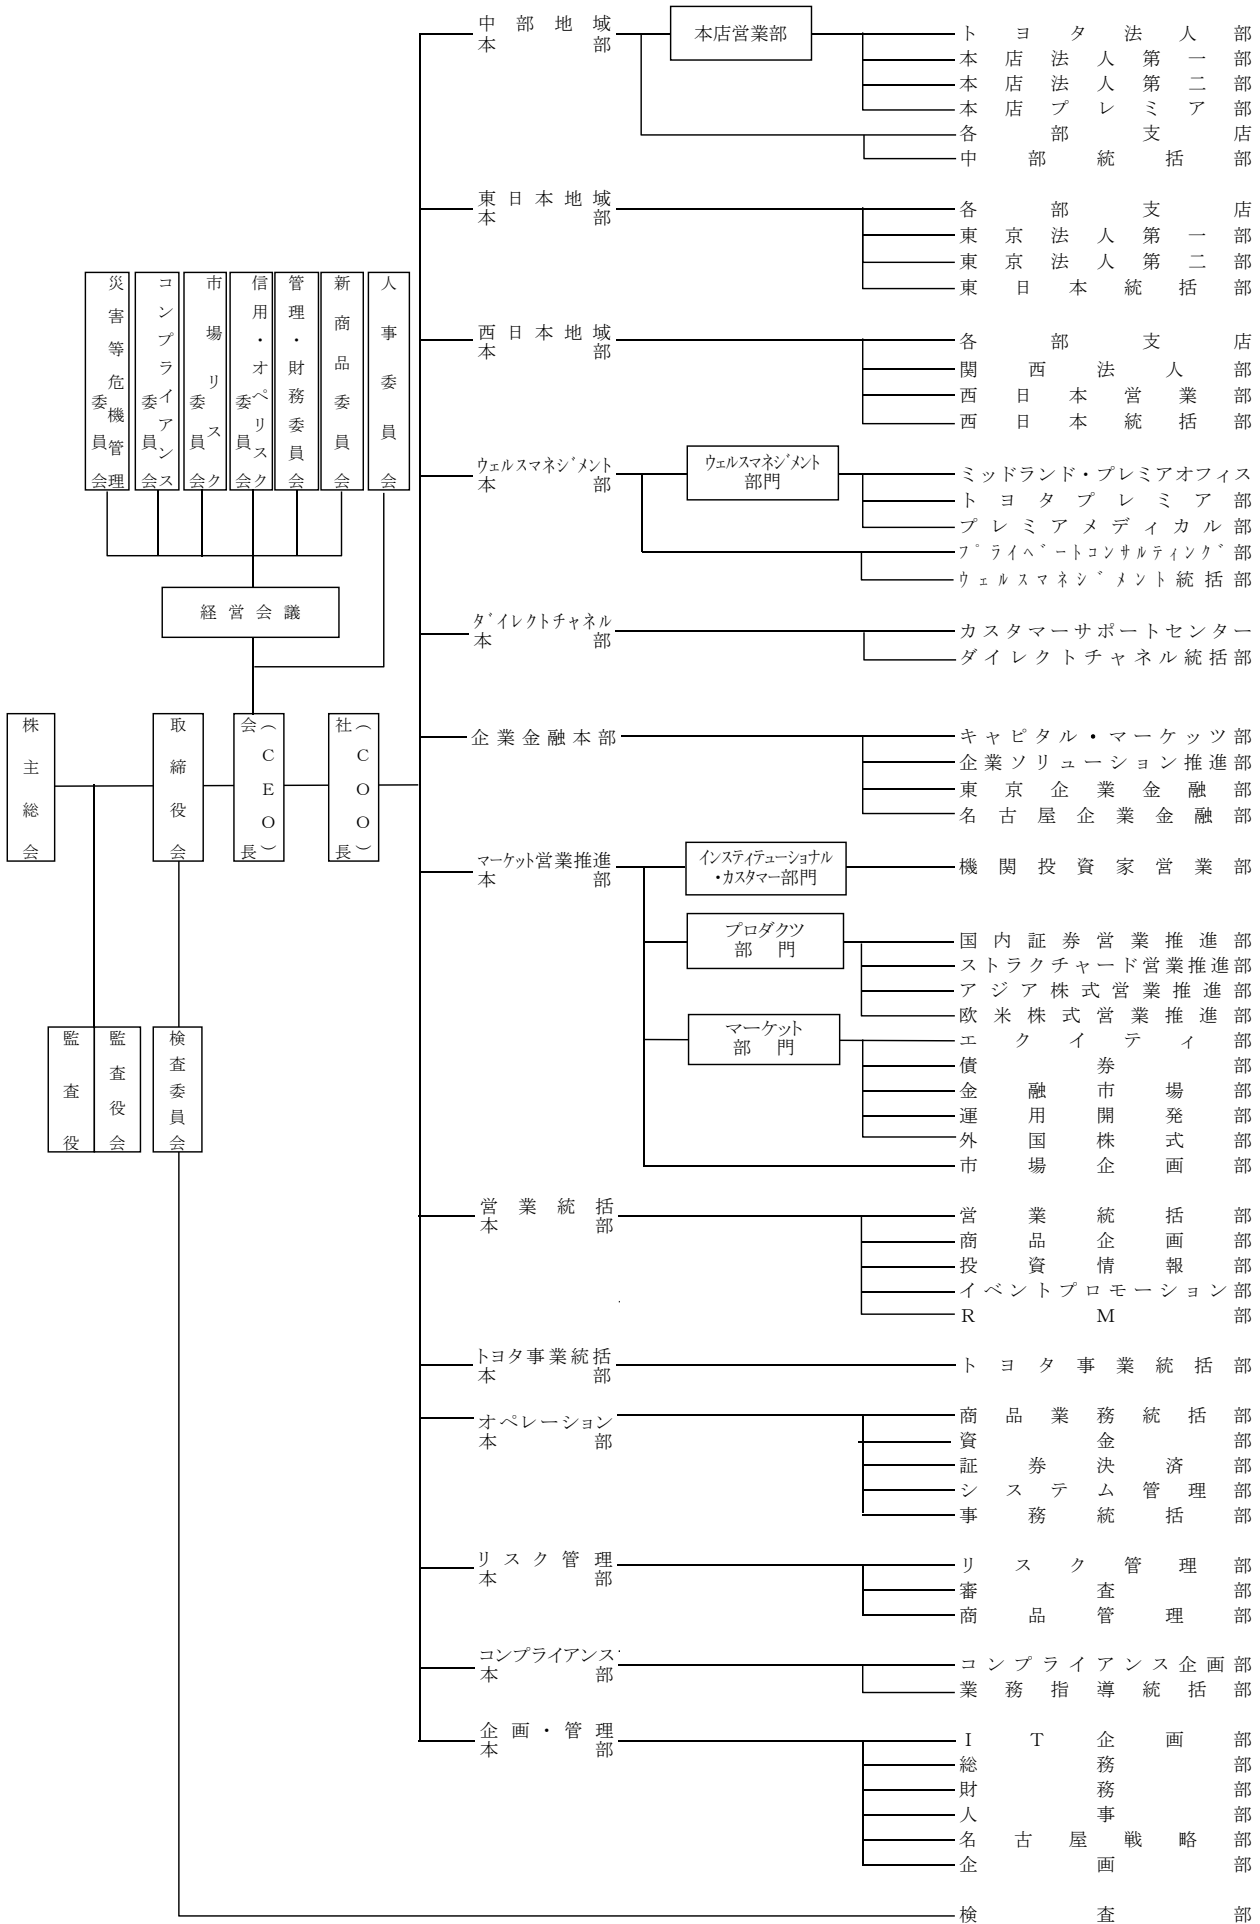 中部地域
本部
本店営業部
トヨタ法人部
本店法人第一部
本店法人第二部
本店プレミア部
各部支店
中部統括部
東日本地域
本部
各部支店
東京法人第一部
東京法人第二部
東日本統括部
西日本地域
本部
各部支店
関西法人部
西日本営業部
西日本統括部
災害等危機管理
委員会
コンプライアンス
委員会
市場リスク
委員会
信用・オペリスク
委員会
管理・財務委員会
新商品委員会
人事委員会
経営会議
株主総会
取締役会
会長
(CEO)
社長
(COO)
監査役
監査役会
検査委員会
ウェルスマネジメント
本部
ウェルスマネジメント
部門
ミッドランド・プレミアオフィス
トヨタプレミア部
プレミアメディカル部
プライベートコンサルティング部
ウェルスマネジメント統括部
ダイレクトチャネル
本部
カスタマーサポートセンター
ダイレクトチャネル統括部
企業金融本部
キャピタル・マーケッツ部
企業ソリューション推進部
東京企業金融部
名古屋企業金融部
マーケット営業推進
本部
インスティテューショナル
・カスタマー部門
機関投資家営業部
プロダクツ
部門
国内証券営業推進部
ストラクチャード営業推進部
アジア株式営業推進部
欧米株式営業推進部
マーケット
部門
エクイティ部
債券部
金融市場部
運用開発部
外国株式部
市場企画部
営業統括
本部
営業統括部
商品企画部
投資情報部
イベントプロモーション部
RM部
トヨタ事業統括
本部
トヨタ事業統括部
オペレーション
本部
商品業務統括部
資金部
証券決済部
システム管理部
事務統括部
リスク管理
本部
リスク管理部
審査部
商品管理部
コンプライアンス
本部
コンプライアンス企画部
業務指導統括部
企画・管理
本部
IT企画部
総務部
財務部
人事部
名古屋戦略部
企画部
検査部